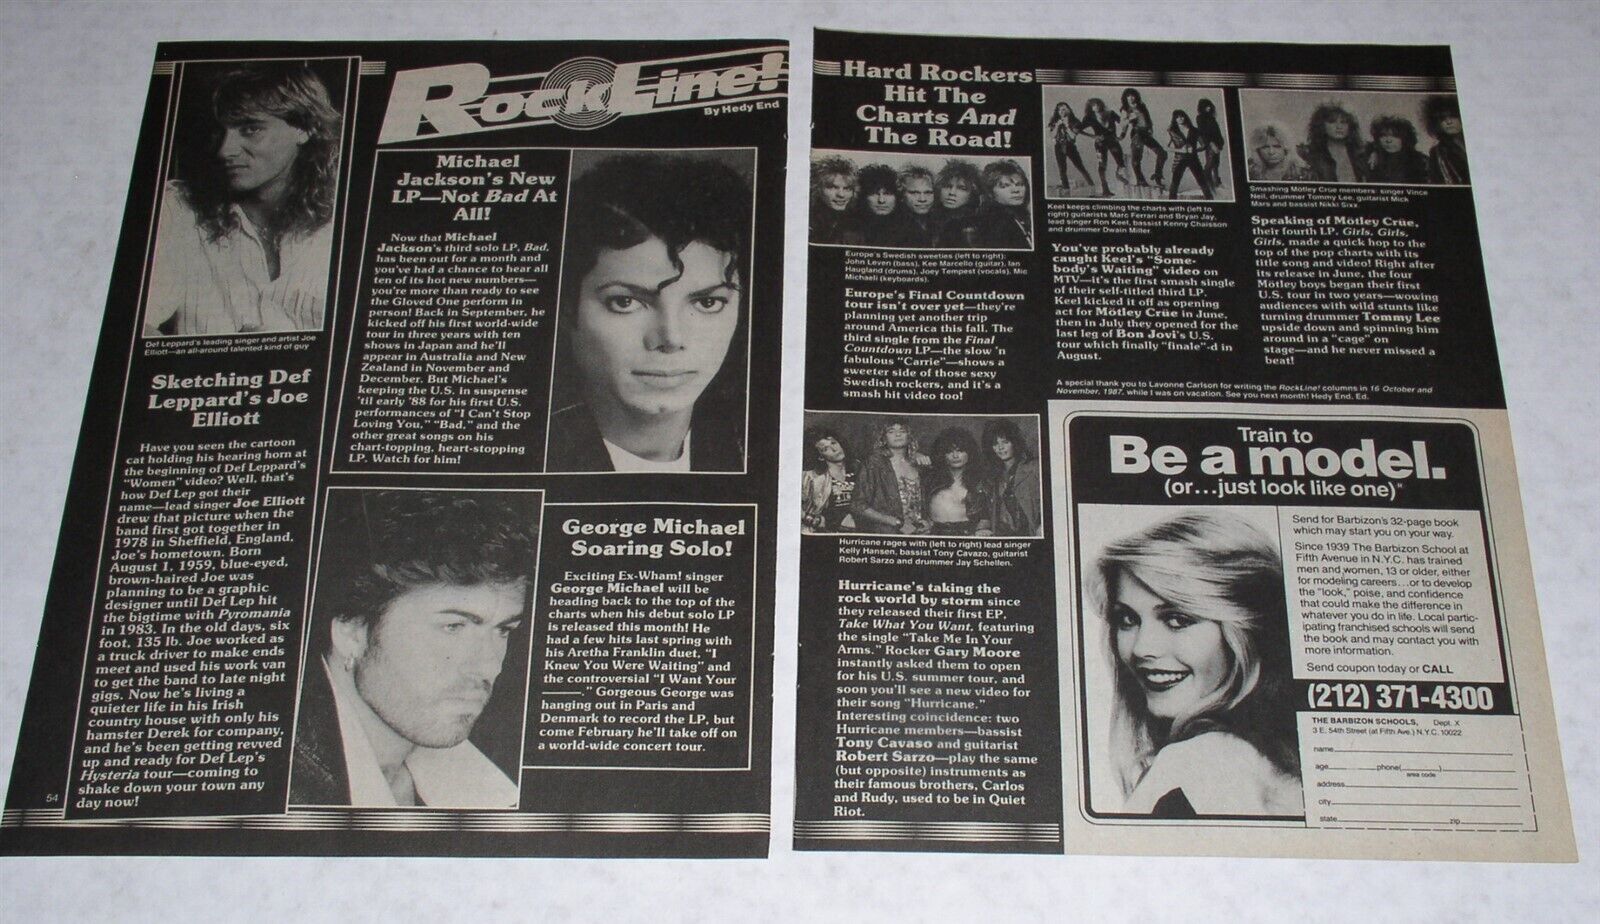 RockLine!
By Hedy End
Def Leppard's leading singer and artist Joe
Elliott—an all-around talented kind of guy
Sketching Def
Leppard's Joe
Elliott
Have you seen the cartoon
cat holding his hearing horn at
the beginning of Def Leppard's
"Women" video? Well, that's
how Def Lep got their
name—lead singer Joe Elliott
drew that picture when the
band first got together in
1978 in Sheffield, England,
Joe's hometown. Born
August 1, 1959, blue-eyed,
brown-haired Joe was
planning to be a graphic
designer until Def Lep hit
the bigtime with Pyromania
in 1983. In the old days, six
foot, 135 lb. Joe worked as
a truck driver to make ends
meet and used his work van
to get the band to late night
gigs. Now he's living a
quieter life in his Irish
country house with only his
hamster Derek for company,
and he's been getting revved
up and ready for Def Lep's
Hysteria tour—coming to
shake down your town any
day now!
54
Michael
Jackson's New
LP—Not Bad At
All!
Now that Michael
Jackson's third solo LP, Bad,
has been out for a month and
you've had a chance to hear all
ten of its hot new numbers—
you're more than ready to see
the Gloved One perform in
person! Back in September, he
kicked off his first world-wide
tour in three years with ten
shows in Japan and he'll
appear in Australia and New
Zealand in November and
December. But Michael's
keeping the U.S. in suspense
'til early '88 for his first U.S.
performances of "I Can't Stop
Loving You," "Bad," and the
other great songs on his
chart-topping, heart-stopping
LP. Watch for him!
George Michael
Soaring Solo!
Exciting Ex-Wham! singer
George Michael will be
heading back to the top of the
charts when his debut solo LP
is released this month! He
had a few hits last spring with
his Aretha Franklin duet, "I
Knew You Were Waiting" and
the controversial "I Want Your
———." Gorgeous George was
hanging out in Paris and
Denmark to record the LP, but
come February he'll take off on
a world-wide concert tour.
Hard Rockers
Hit The
Charts And
The Road!
Europe's Swedish sweeties (left to right):
John Leven (bass), Kee Marcello (guitar), Ian
Haugland (drums), Joey Tempest (vocals), Mic
Michaeli (keyboards).
Europe's Final Countdown
tour isn't over yet—they're
planning yet another trip
around America this fall. The
third single from the Final
Countdown LP—the slow 'n
fabulous "Carrie"—shows a
sweeter side of those sexy
Swedish rockers, and it's a
smash hit video too!
Hurricane rages with (left to right) lead singer
Kelly Hansen, bassist Tony Cavazo, guitarist
Robert Sarzo and drummer Jay Schellen.
Hurricane's taking the
rock world by storm since
they released their first EP,
Take What You Want, featuring
the single "Take Me In Your
Arms." Rocker Gary Moore
instantly asked them to open
for his U.S. summer tour, and
soon you'll see a new video for
their song "Hurricane."
Interesting coincidence: two
Hurricane members—bassist
Tony Cavaso and guitarist
Robert Sarzo—play the same
(but opposite) instruments as
their famous brothers, Carlos
and Rudy, used to be in Quiet
Riot.
Keel keeps climbing the charts with (left to
right) guitarists Marc Ferrari and Bryan Jay,
lead singer Ron Keel, bassist Kenny Chaisson
and drummer Dwain Miller.
You've probably already
caught Keel's "Some-
body's Waiting" video on
MTV—it's the first smash single
of their self-titled third LP.
Keel kicked it off as opening
act for Mötley Crüe in June,
then in July they opened for the
last leg of Bon Jovi's U.S.
tour which finally "finale"-d in
August.
Smashing Mötley Crüe members: singer Vince
Neil, drummer Tommy Lee, guitarist Mick
Mars and bassist Nikki Sixx.
Speaking of Mötley Crüe,
their fourth LP, Girls, Girls,
Girls, made a quick hop to the
top of the pop charts with its
title song and video! Right after
its release in June, the four
Mötley boys began their first
U.S. tour in two years—wowing
audiences with wild stunts like
turning drummer Tommy Lee
upside down and spinning him
around in a "cage" on
stage—and he never missed a
beat!
A special thank you to Lavonne Carlson for writing the RockLine! columns in 16 October and
November, 1987, while I was on vacation. See you next month! Hedy End, Ed.
Train to
Be a model.
(or...just look like one)
Send for Barbizon's 32-page book
which may start you on your way.
Since 1939 The Barbizon School at
Fifth Avenue in N.Y.C. has trained
men and women, 13 or older, either
for modeling careers...or to develop
the "look," poise, and confidence
that could make the difference in
whatever you do in life. Local partic-
ipating franchised schools will send
the book and may contact you with
more information.
Send coupon today or CALL
(212) 371-4300
THE BARBIZON SCHOOLS, Dept. X
3 E. 54th Street (at Fifth Ave.) N.Y.C. 10022
name
age phone( )
area code
address
city
state zip